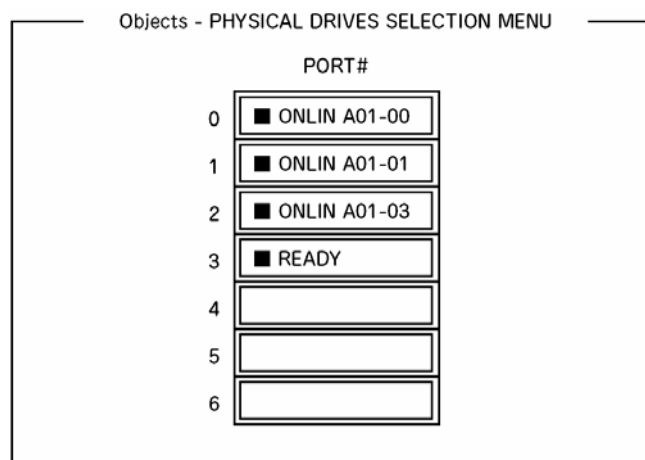 Objects - PHYSICAL DRIVES SELECTION MENU
PORT#
0 ■ ONLIN A01-00
1 ■ ONLIN A01-01
2 ■ ONLIN A01-03
3 ■ READY
4
5
6